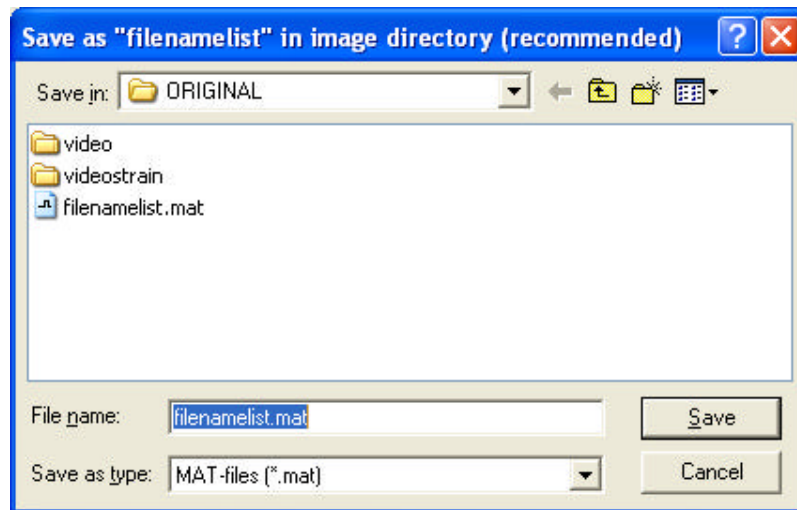 Save as "filenamelist" in image directory (recommended)
Save in: ORIGINAL
video
videostrain
filenamelist.mat
File name: filenamelist.mat Save
Save as type: MAT-files (*.mat) Cancel